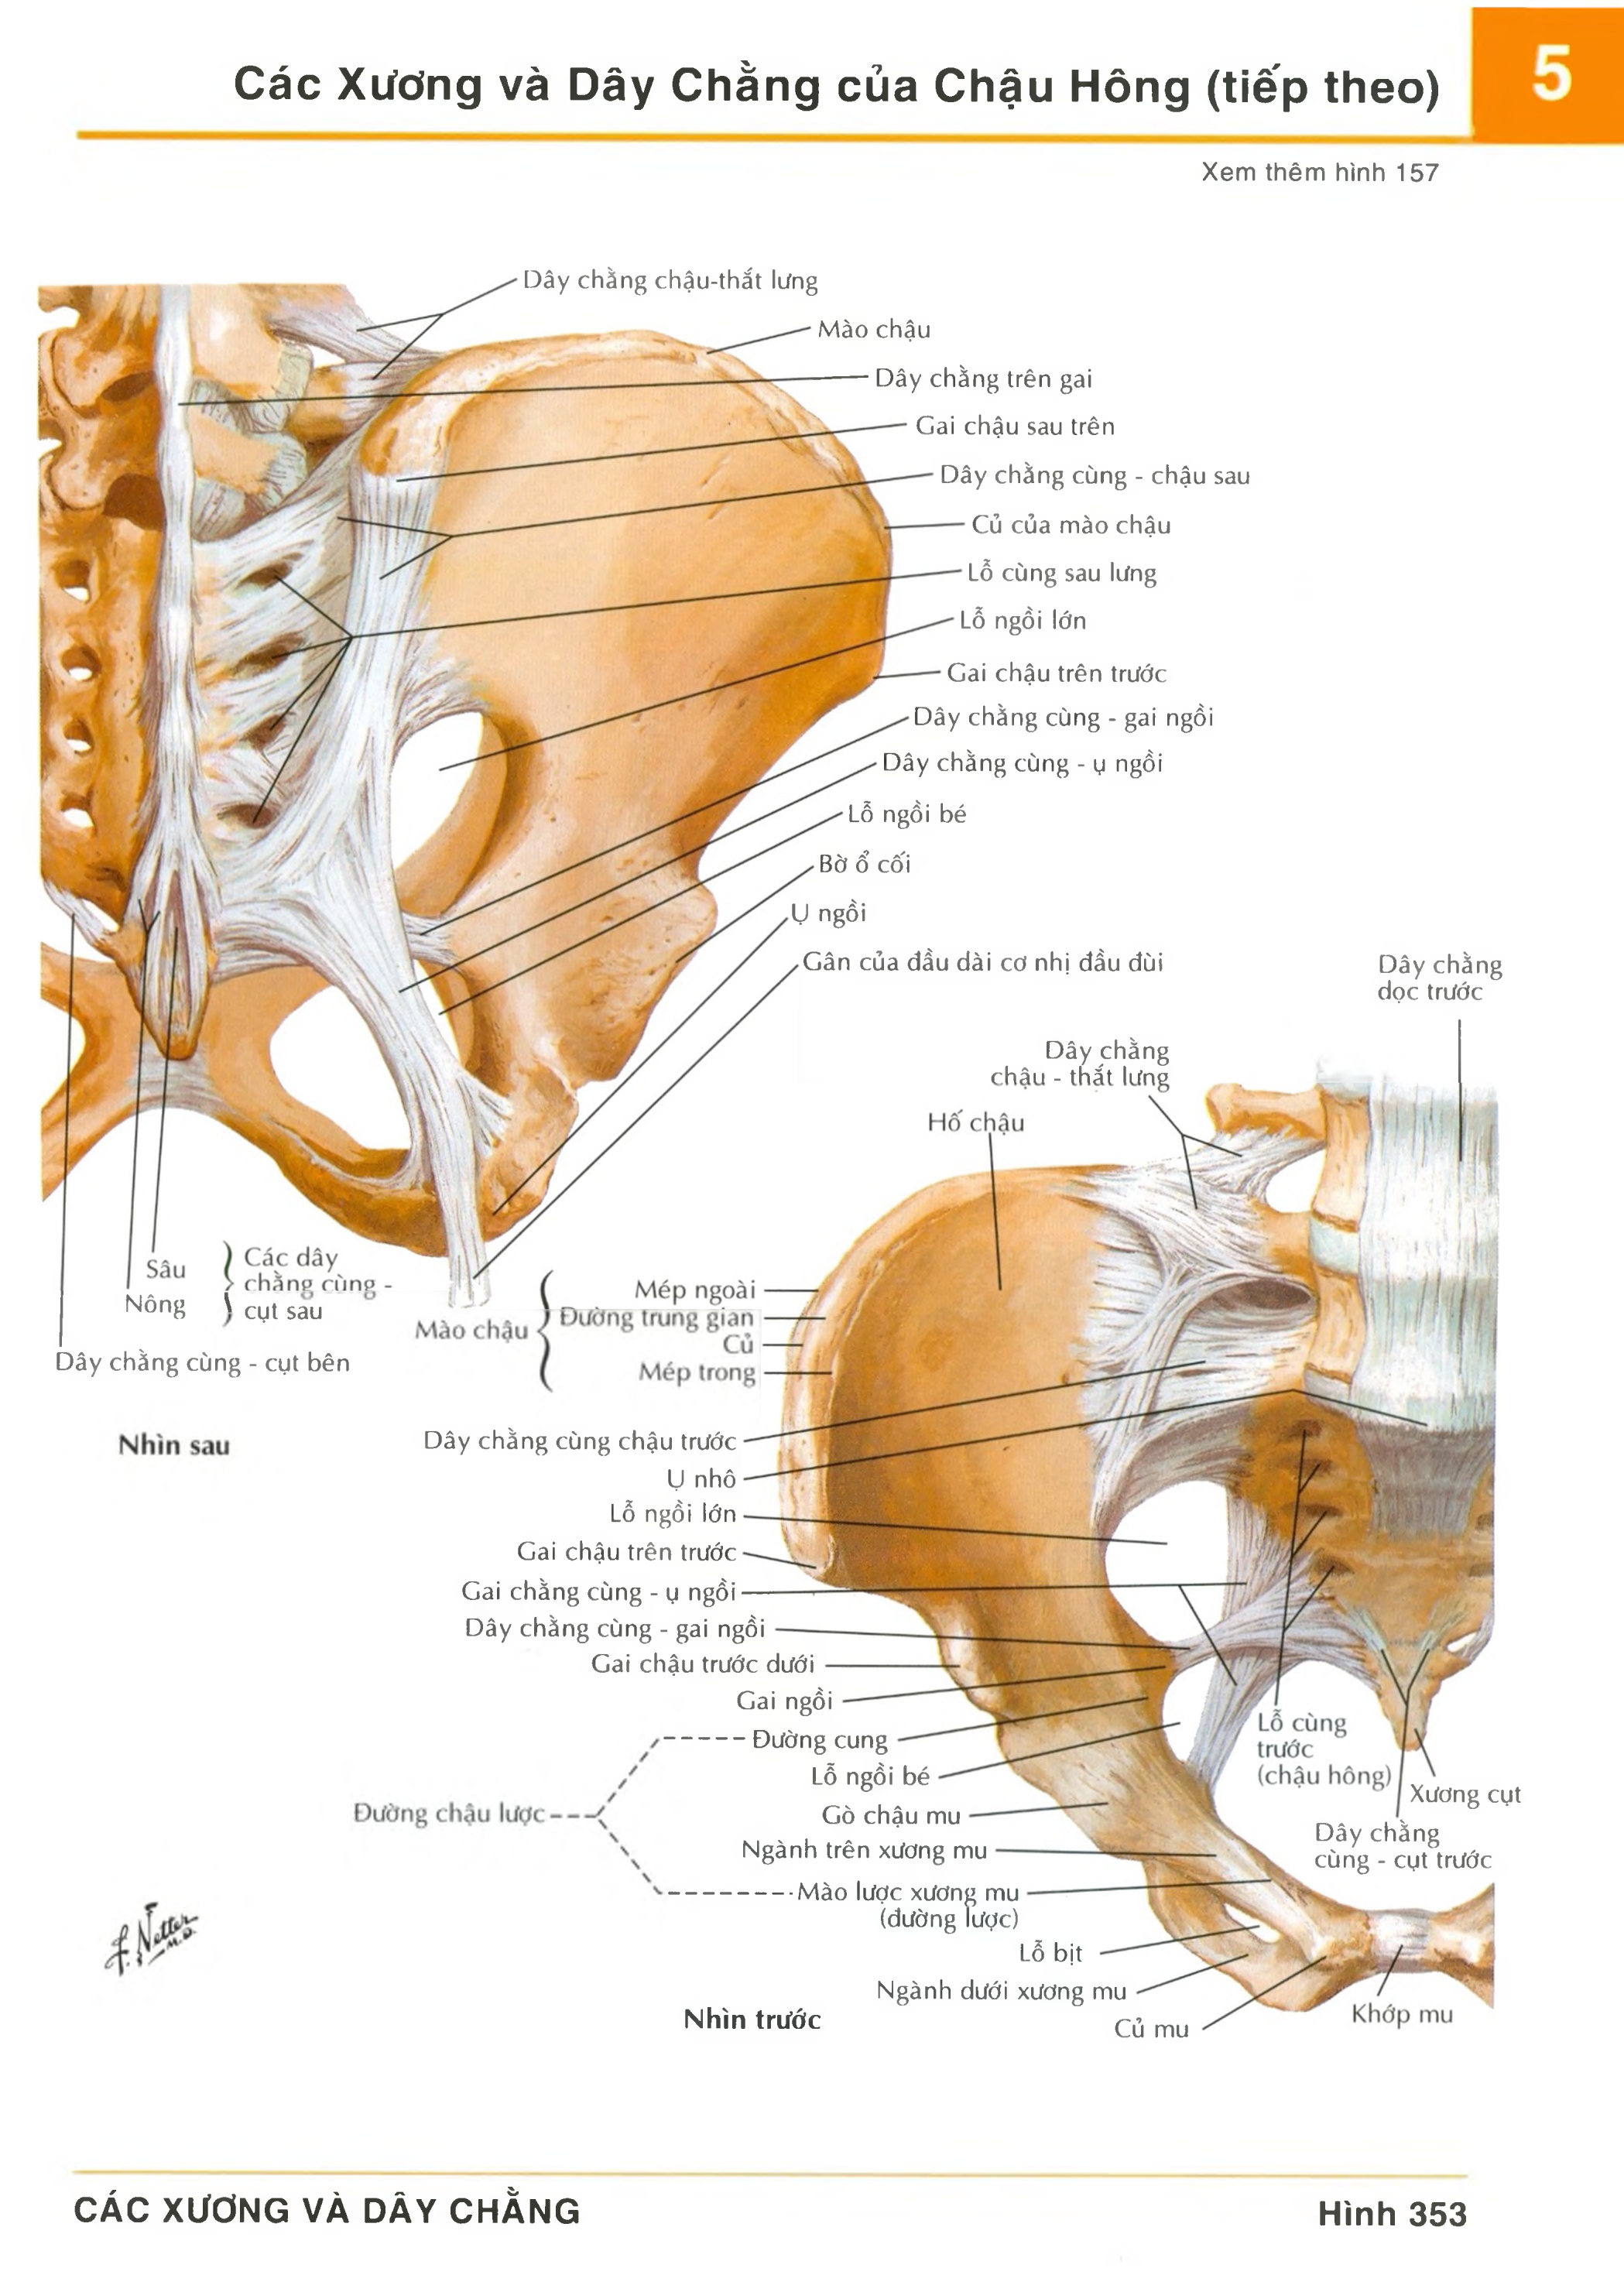 Các Xương và Dây Chằng của Chậu Hông (tiếp theo)
5
Xem thêm hình 157
Dây chằng chậu-thắt lưng
Mào chậu
Dây chằng trên gai
Gai chậu sau trên
Dây chằng cùng - chậu sau
Củ của mào chậu
Lỗ cùng sau lưng
Lỗ ngồi lớn
Gai chậu trên trước
Dây chằng cùng - gai ngồi
Dây chằng cùng - ụ ngồi
Lỗ ngồi bé
Bờ ổ cối
Ụ ngồi
Gân của đầu dài cơ nhị đầu đùi
Sâu
Nông
Các dây
chằng cùng -
cụt sau
Dây chằng cùng - cụt bên
Nhìn sau
Dây chằng
dọc trước
Dây chằng
chậu - thắt lưng
Hố chậu
Mào chậu
Mép ngoài
Đường trung gian
Củ
Mép trong
Dây chằng cùng chậu trước
Ụ nhô
Lỗ ngồi lớn
Gai chậu trên trước
Gai chằng cùng - ụ ngồi
Dây chằng cùng - gai ngồi
Gai chậu trước dưới
Gai ngồi
Đường chậu lược
Đường cung
Lỗ ngồi bé
Gò chậu mu
Ngành trên xương mu
Mào lược xương mu
(đường lược)
Lỗ bịt
Ngành dưới xương mu
Củ mu
Lỗ cùng
trước
(chậu hông)
Xương cụt
Dây chằng
cùng - cụt trước
Khớp mu
Nhìn trước
F. Netter
M.D.
CÁC XƯƠNG VÀ DÂY CHẰNG
Hình 353